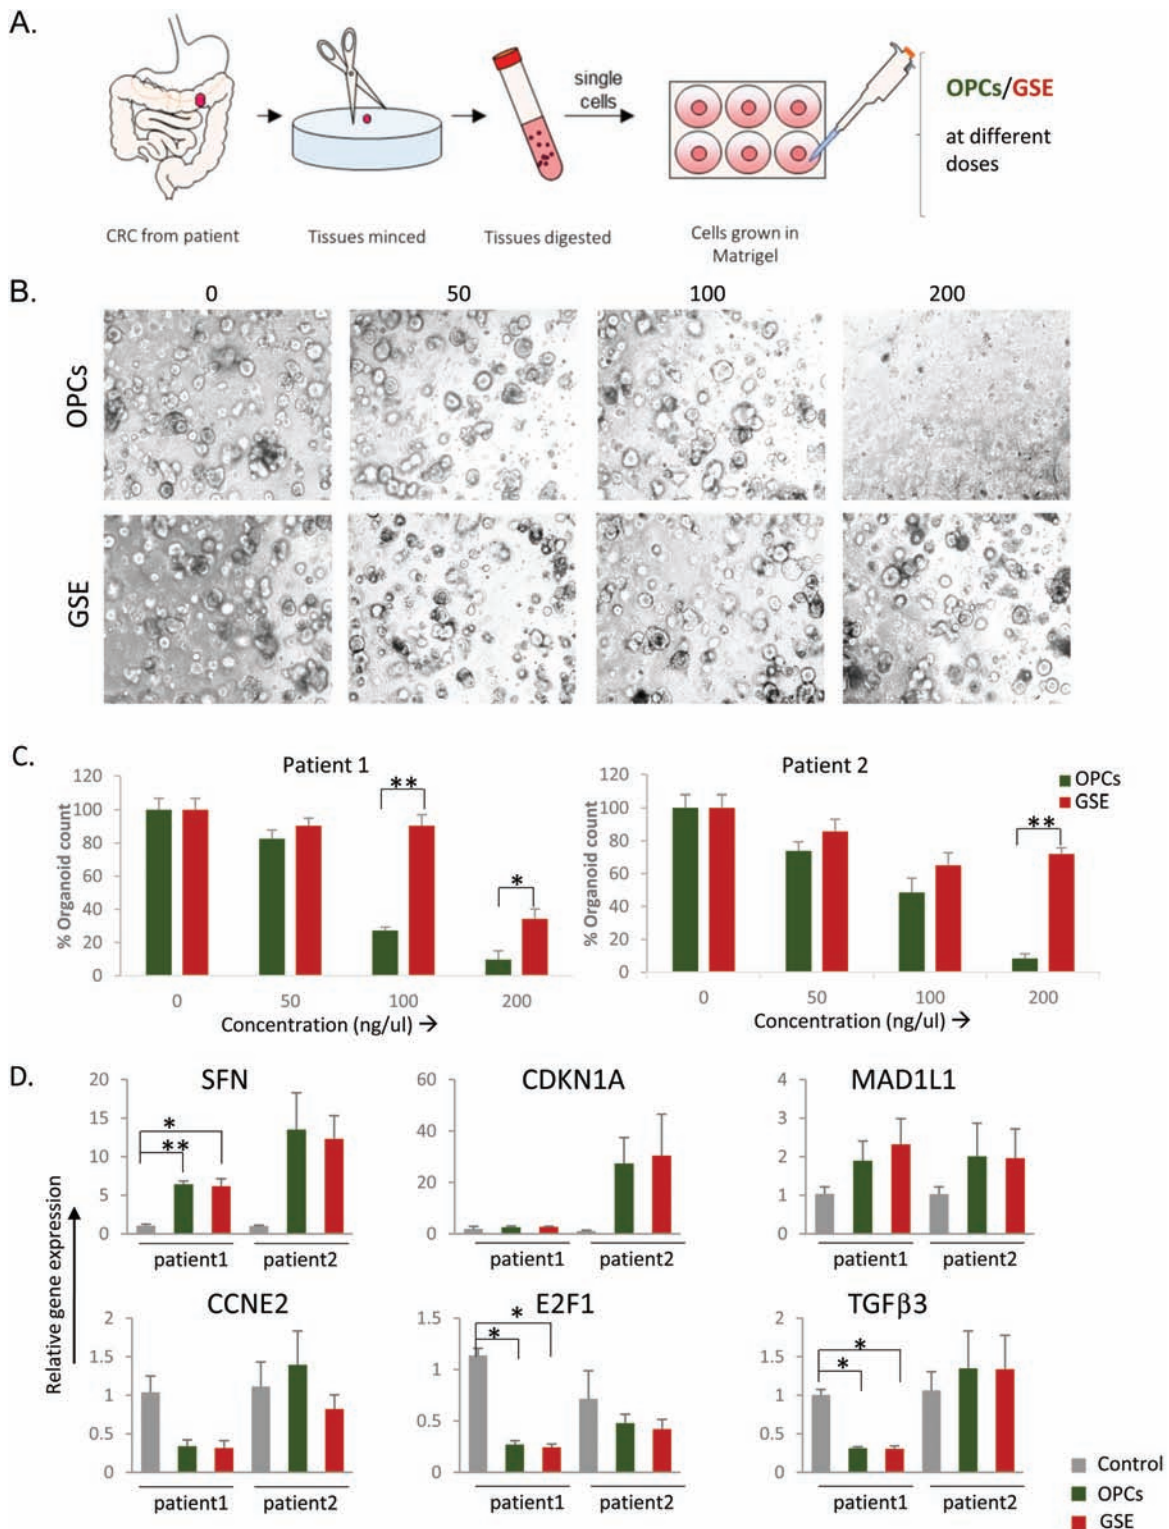 A.
single
cells
OPCs/GSE
at different
doses
CRC from patient
Tissues minced
Tissues digested
Cells grown in
Matrigel
B.
0 50 100 200
OPCs
GSE
C.
Patient 1
% Organoid count
120
100
80
60
40
20
0
** *
0 50 100 200
Concentration (ng/ul) →
Patient 2
OPCs
GSE
% Organoid count
120
100
80
60
40
20
0
**
0 50 100 200
Concentration (ng/ul) →
D.
Relative gene expression
SFN
20
15
10
5
0
*
**
patient1 patient2
CDKN1A
60
40
20
0
patient1 patient2
MAD1L1
4
3
2
1
0
patient1 patient2
CCNE2
2
1.5
1
0.5
0
patient1 patient2
E2F1
1.5
1
0.5
0
*
*
patient1 patient2
TGFβ3
2
1.5
1
0.5
0
*
*
patient1 patient2
Control
OPCs
GSE